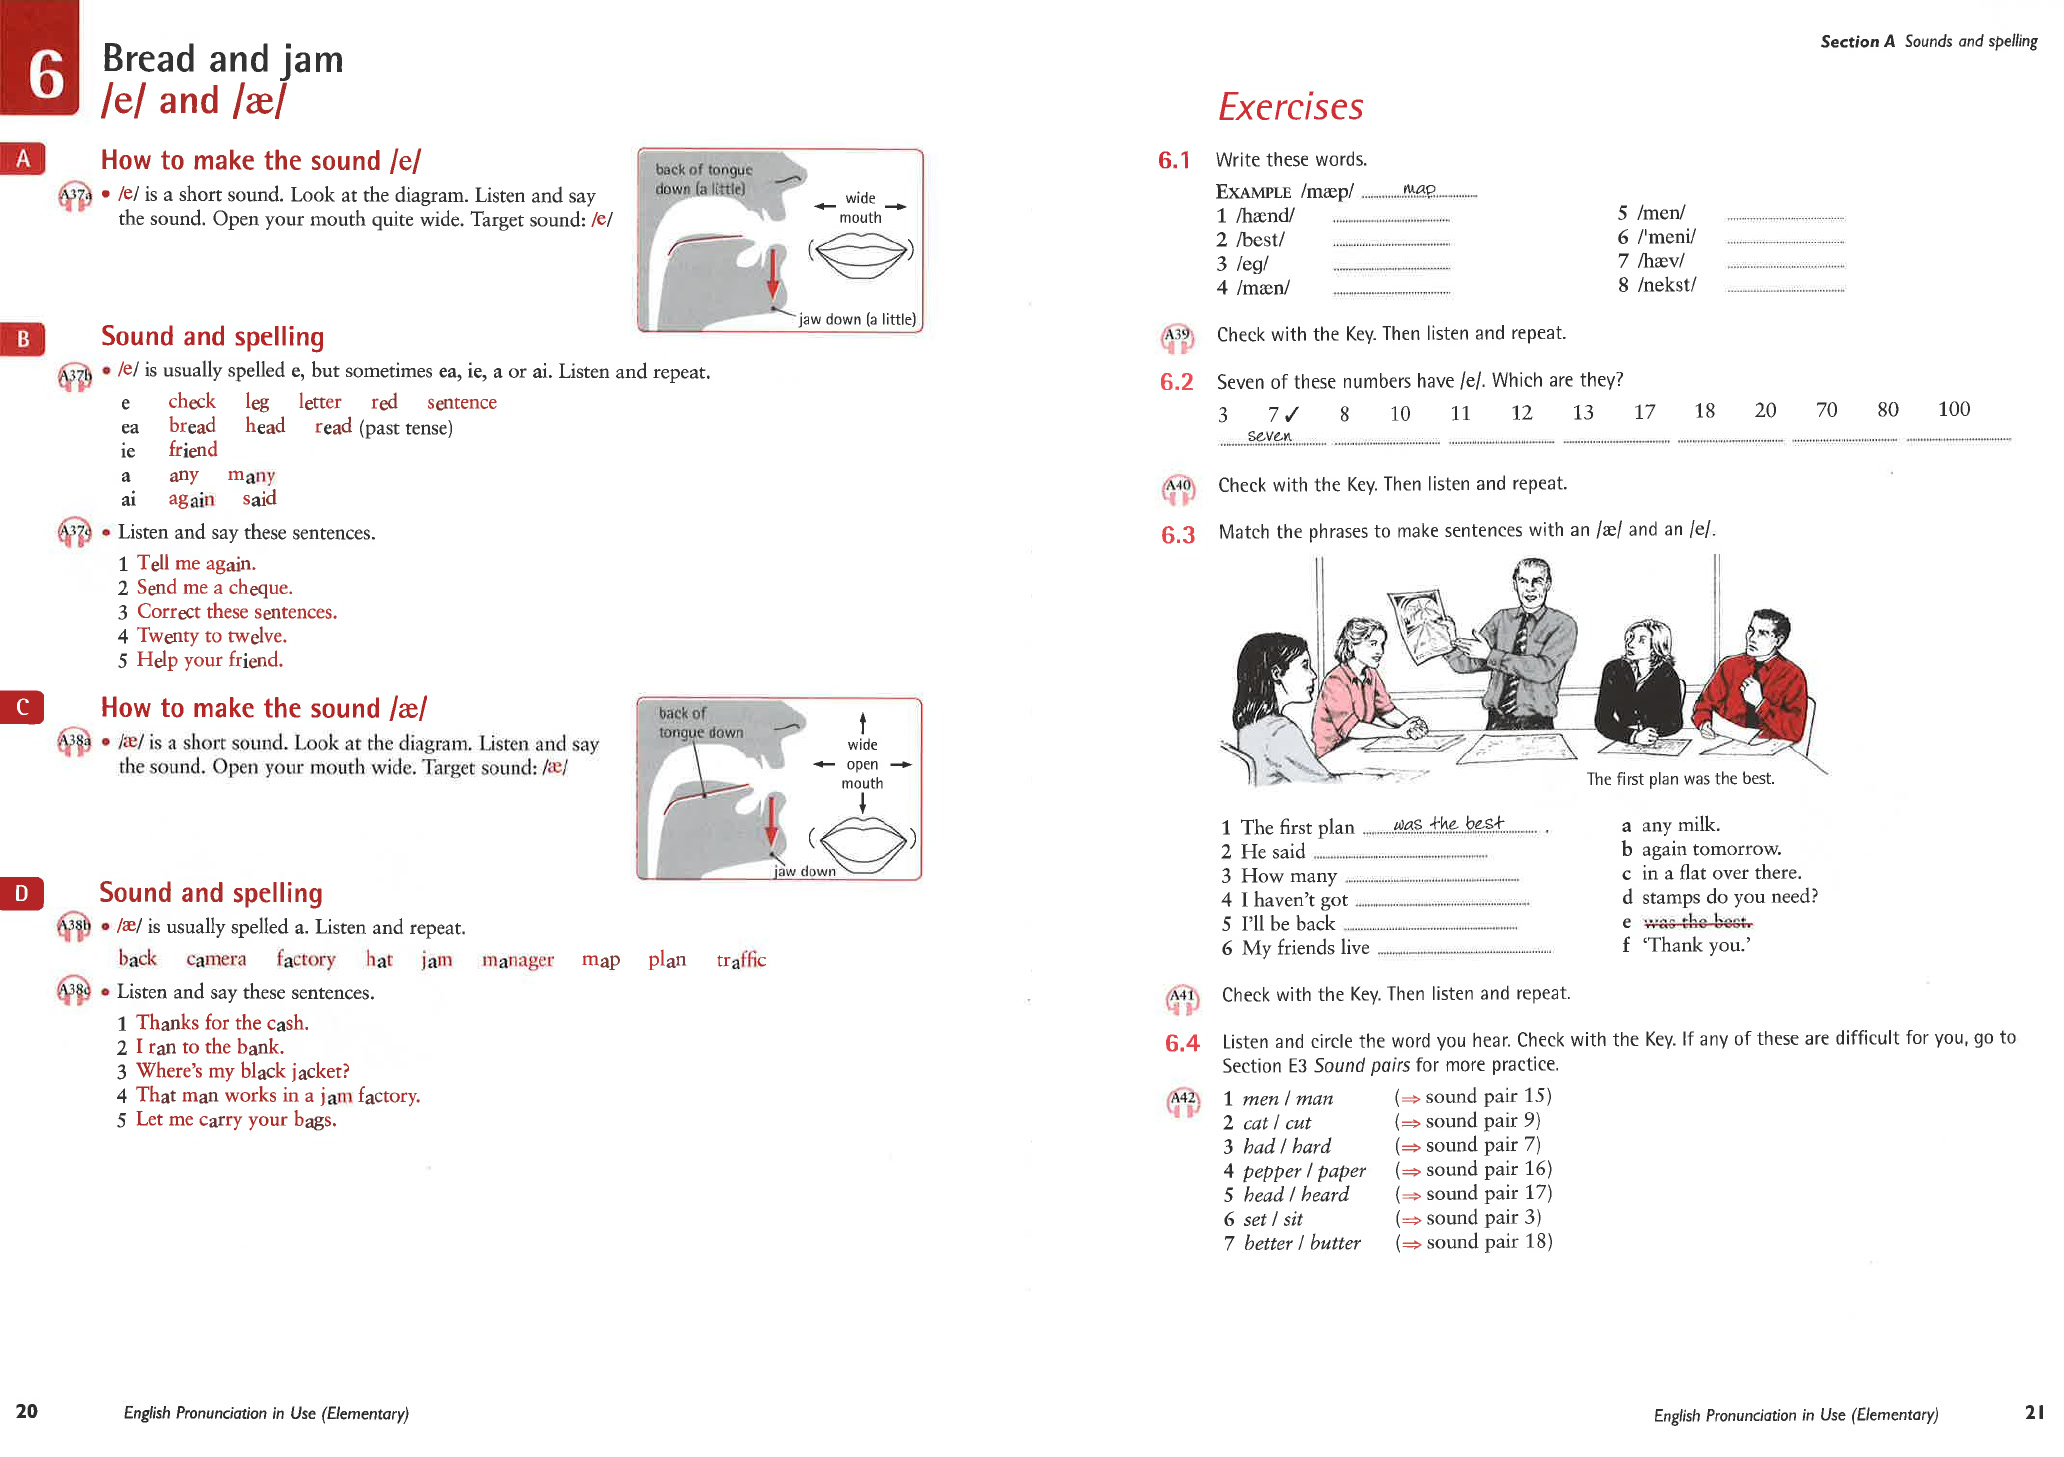 6
Bread and jam
/e/ and /æ/
A
How to make the sound /e/
A37a • /e/ is a short sound. Look at the diagram. Listen and say
the sound. Open your mouth quite wide. Target sound: /e/
back of tongue
down (a little)
wide
mouth
jaw down (a little)
B
Sound and spelling
A37b • /e/ is usually spelled e, but sometimes ea, ie, a or ai. Listen and repeat.
e check leg letter red sentence
ea bread head read (past tense)
ie friend
a any many
ai again said
A37c • Listen and say these sentences.
1 Tell me again.
2 Send me a cheque.
3 Correct these sentences.
4 Twenty to twelve.
5 Help your friend.
C
How to make the sound /æ/
A38a • /æ/ is a short sound. Look at the diagram. Listen and say
the sound. Open your mouth wide. Target sound: /æ/
back of
tongue down
wide
open
mouth
jaw down
D
Sound and spelling
A38b • /æ/ is usually spelled a. Listen and repeat.
back camera factory hat jam manager map plan traffic
A38c • Listen and say these sentences.
1 Thanks for the cash.
2 I ran to the bank.
3 Where's my black jacket?
4 That man works in a jam factory.
5 Let me carry your bags.
20 English Pronunciation in Use (Elementary)
Section A Sounds and spelling
Exercises
6.1 Write these words.
EXAMPLE /mæp/ map
1 /hænd/
2 /best/
3 /eg/
4 /mæn/
5 /men/
6 /'meni/
7 /hæv/
8 /nekst/
A39 Check with the Key. Then listen and repeat.
6.2 Seven of these numbers have /e/. Which are they?
3 7 ✓ 8 10 11 12 13 17 18 20 70 80 100
seven
A40 Check with the Key. Then listen and repeat.
6.3 Match the phrases to make sentences with an /æ/ and an /e/.
The first plan was the best.
1 The first plan was the best .
2 He said
3 How many
4 I haven't got
5 I'll be back
6 My friends live
a any milk.
b again tomorrow.
c in a flat over there.
d stamps do you need?
e was the best.
f 'Thank you.'
A41 Check with the Key. Then listen and repeat.
6.4 Listen and circle the word you hear. Check with the Key. If any of these are difficult for you, go to
Section E3 Sound pairs for more practice.
A42 1 men / man (⇒ sound pair 15)
2 cat / cut (⇒ sound pair 9)
3 had / hard (⇒ sound pair 7)
4 pepper / paper (⇒ sound pair 16)
5 head / heard (⇒ sound pair 17)
6 set / sit (⇒ sound pair 3)
7 better / butter (⇒ sound pair 18)
English Pronunciation in Use (Elementary) 21